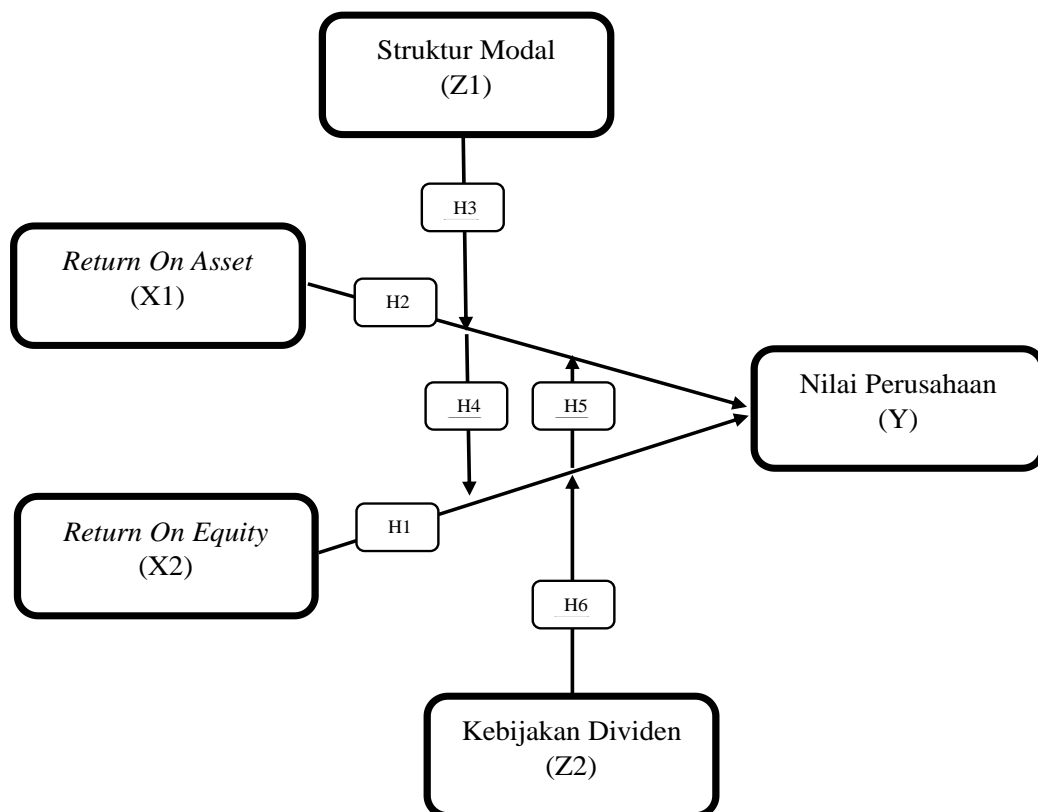 Struktur Modal
(Z1)
H3
Return On Asset
(X1)
H2
H4
H5
Nilai Perusahaan
(Y)
Return On Equity
(X2)
H1
H6
Kebijakan Dividen
(Z2)